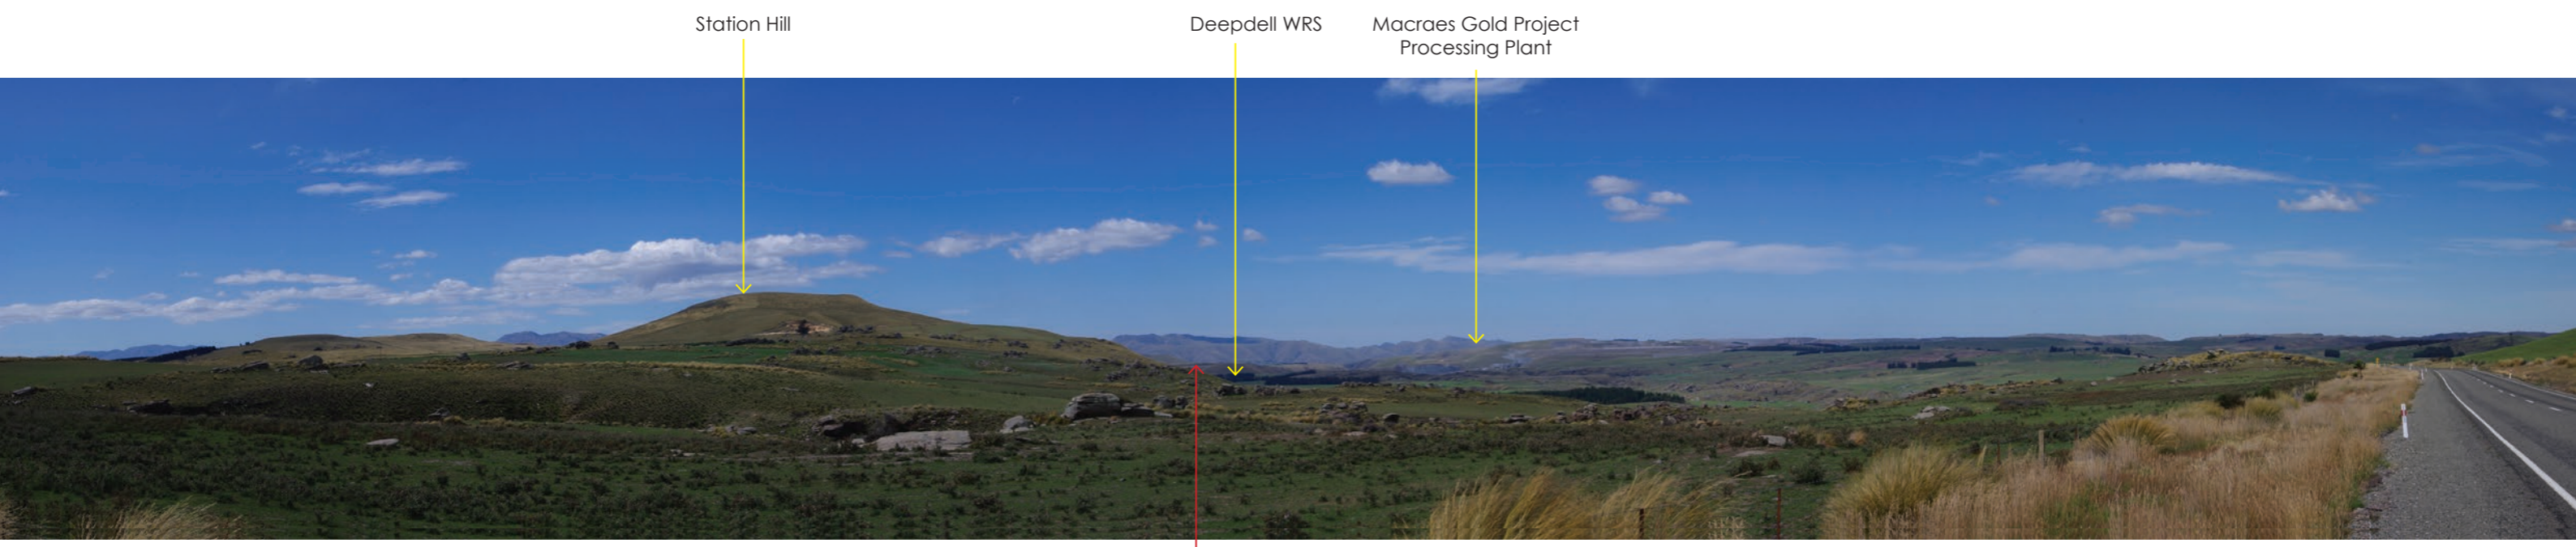 Station Hill
Deepdell WRS
Macraes Gold Project
Processing Plant